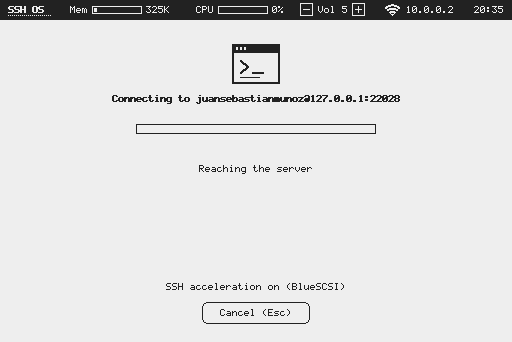 SSH OS Mem 325K CPU 0% Vol 5 10.0.0.2 20:35
Connecting to juansebastianmunoz@127.0.0.1:22028
Reaching the server
SSH acceleration on (BlueSCSI)
Cancel (Esc)